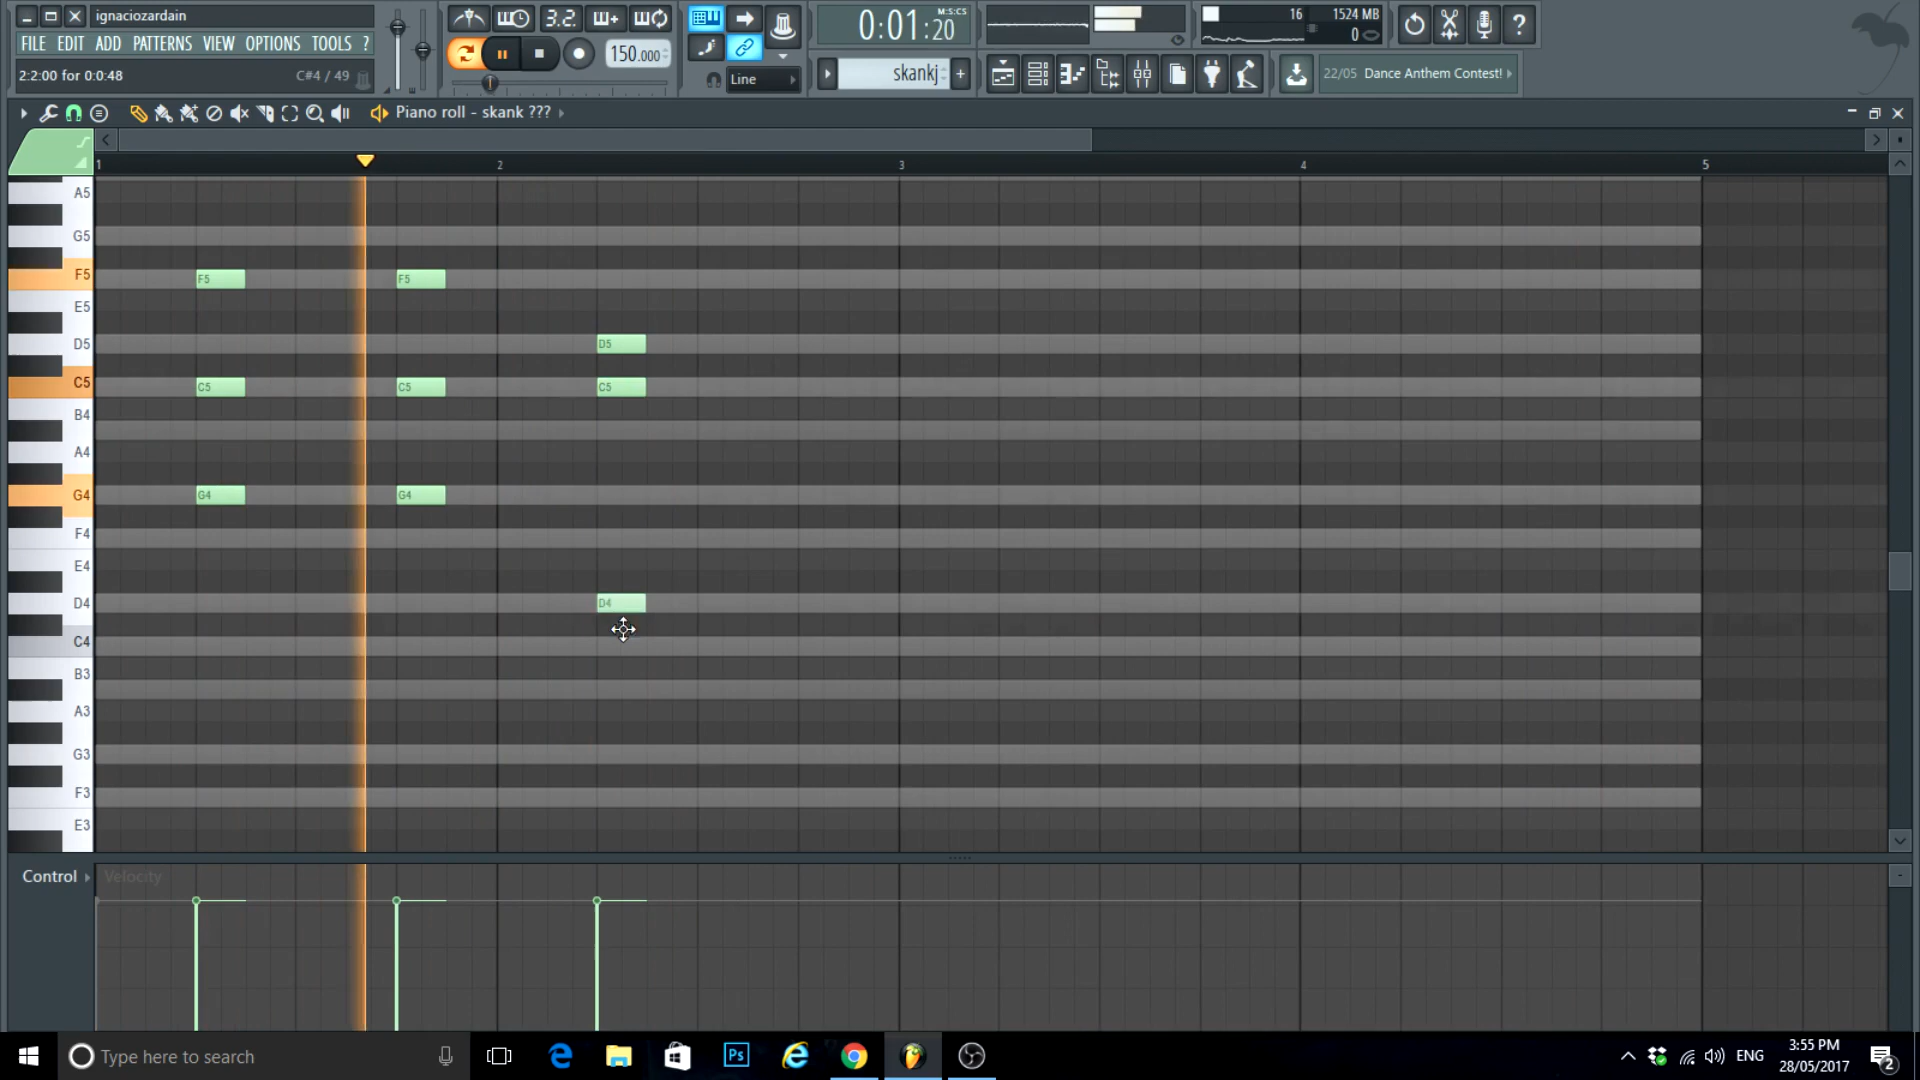 ignaciozardain
FILE EDIT ADD PATTERNS VIEW OPTIONS TOOLS ?
2:2:00 for 0:0:48 C#4 / 49
3.2.
150.000
Line
0:01:20
M:S:CS
skankj
16 1524 MB
0
?
22/05 Dance Anthem Contest!
Piano roll - skank ???
1 2 3 4 5
A5
G5
F5 F5 F5
E5
D5 D5
C5 C5 C5 C5
B4
A4
G4 G4 G4
F4
E4
D4 D4
C4
B3
A3
G3
F3
E3
Control Velocity
Type here to search
Ps
ENG
3:55 PM
28/05/2017
2